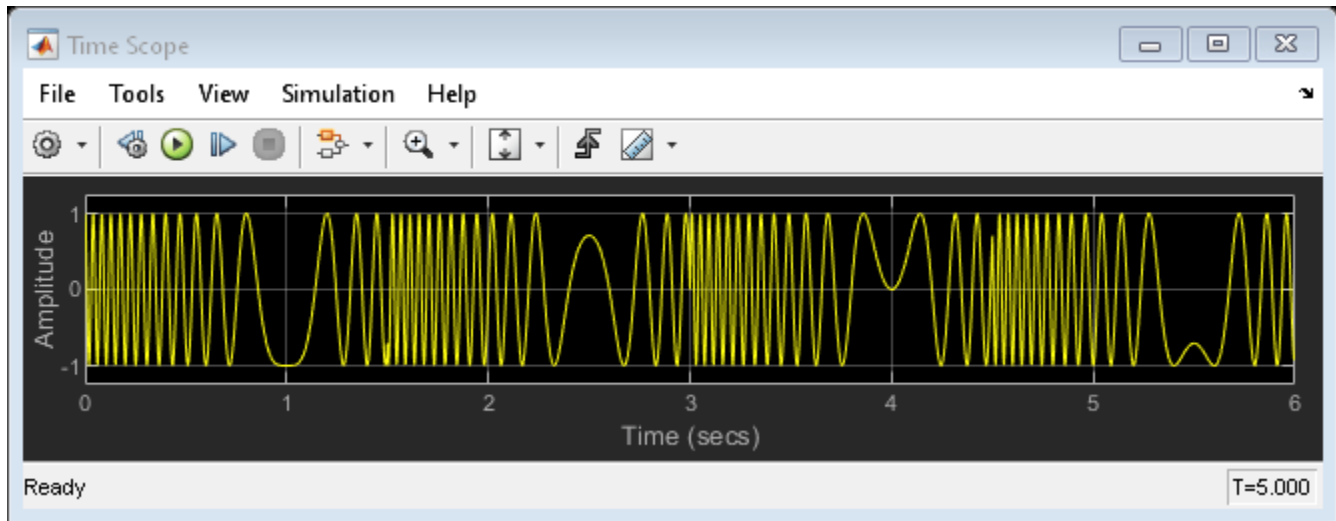 Time Scope
File Tools View Simulation Help
Amplitude
1
0
-1
0 1 2 3 4 5 6
Time (secs)
Ready T=5.000